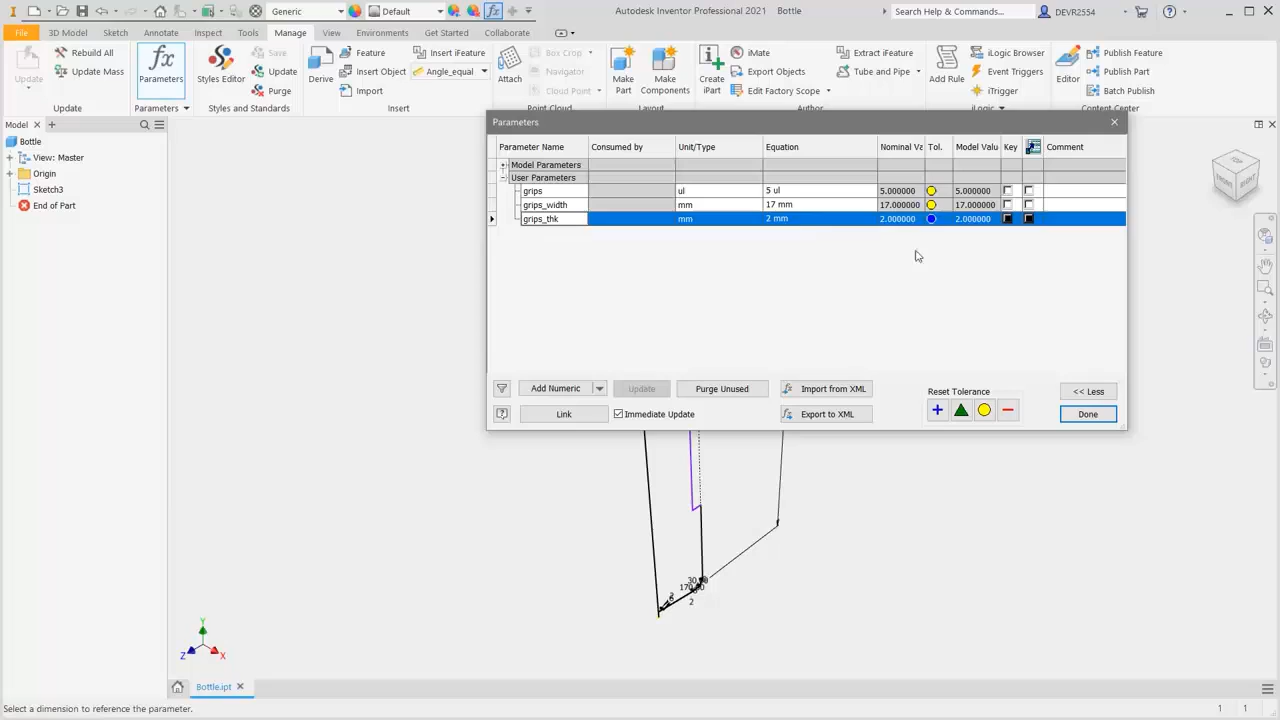 Generic
Default
Autodesk Inventor Professional 2021 Bottle
Search Help & Commands...
DEVR2554
File 3D Model Sketch Annotate Inspect Tools Manage View Environments Get Started Collaborate
Update
Rebuild All
Update Mass
Update
Parameters
Parameters
Styles Editor
Save
Update
Purge
Styles and Standards
Derive
Feature
Insert Object
Import
Insert iFeature
Angle_equal
Insert
Attach
Box Crop
Navigator
Cloud Point
Point Cloud
Make Part
Make Components
Layout
Create iPart
iMate
Export Objects
Edit Factory Scope
Extract iFeature
Tube and Pipe
Author
Add Rule
iLogic Browser
Event Triggers
iTrigger
iLogic
Editor
Publish Feature
Publish Part
Batch Publish
Content Center
Model
Bottle
View: Master
Origin
Sketch3
End of Part
Parameters
Parameter Name Consumed by Unit/Type Equation Nominal Va Tol. Model Valu Key Comment
Model Parameters
User Parameters
grips ul 5 ul 5.000000 5.000000
grips_width mm 17 mm 17.000000 17.000000
grips_thk mm 2 mm 2.000000 2.000000
Add Numeric Update Purge Unused Import from XML Reset Tolerance << Less
Link Immediate Update Export to XML Done
2
TOP
FRONT
RIGHT
Y
Z
X
Bottle.ipt
Select a dimension to reference the parameter.
1 1